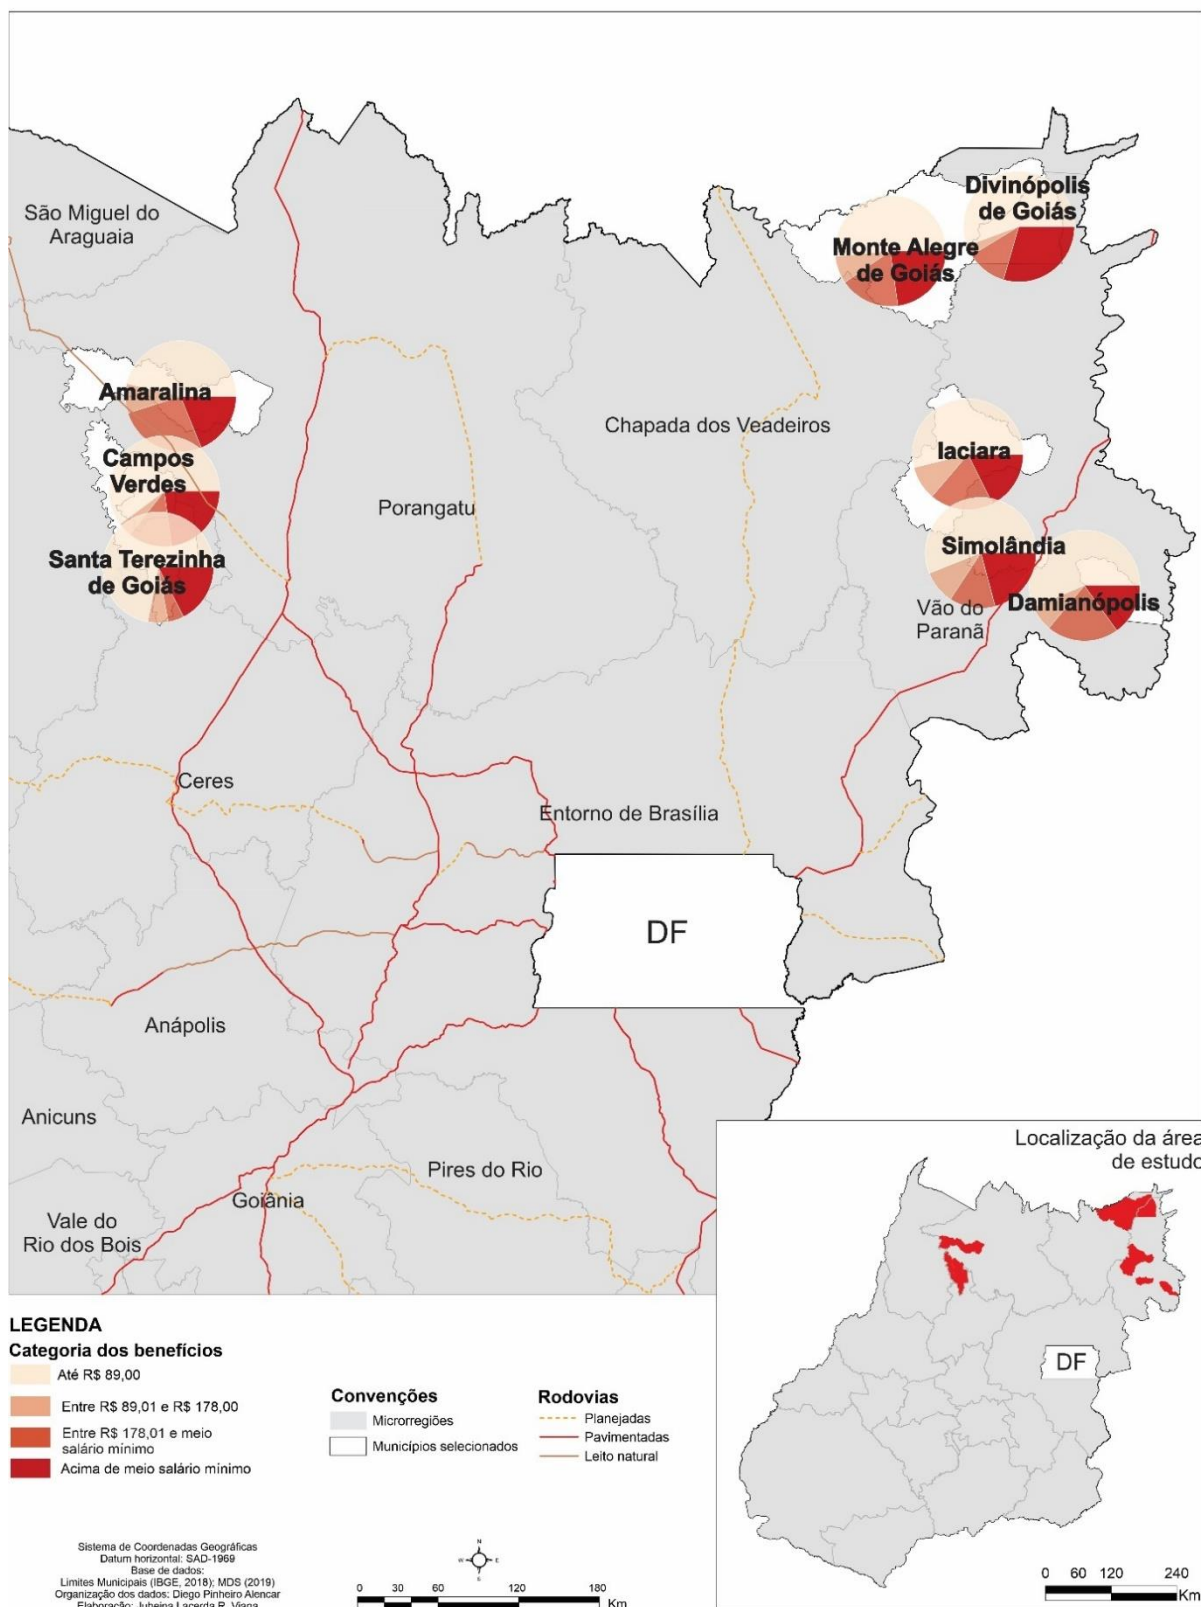 São Miguel do
Araguaia
Divinópolis
de Goiás
Monte Alegre
de Goiás
Amaralina
Campos
Verdes
Santa Terezinha
de Goiás
Porangatu
Chapada dos Veadeiros
Iaciara
Simolândia
Damianópolis
Vão do
Paranã
Ceres
Entorno de Brasília
DF
Anápolis
Anicuns
Pires do Rio
Goiânia
Vale do
Rio dos Bois
Localização da área
de estudo
DF
0 60 120 240
Km
LEGENDA
Categoria dos benefícios
Até R$ 89,00
Entre R$ 89,01 e R$ 178,00
Entre R$ 178,01 e meio
salário mínimo
Acima de meio salário mínimo
Convenções
Microrregiões
Municípios selecionados
Rodovias
Planejadas
Pavimentadas
Leito natural
Sistema de Coordenadas Geográficas
Datum horizontal: SAD-1969
Base de dados:
Limites Municipais (IBGE, 2018); MDS (2019)
Organização dos dados: Diego Pinheiro Alencar
Elaboração: Juheina Lacerda R. Viana
N
W E
S
0 30 60 120 180
Km